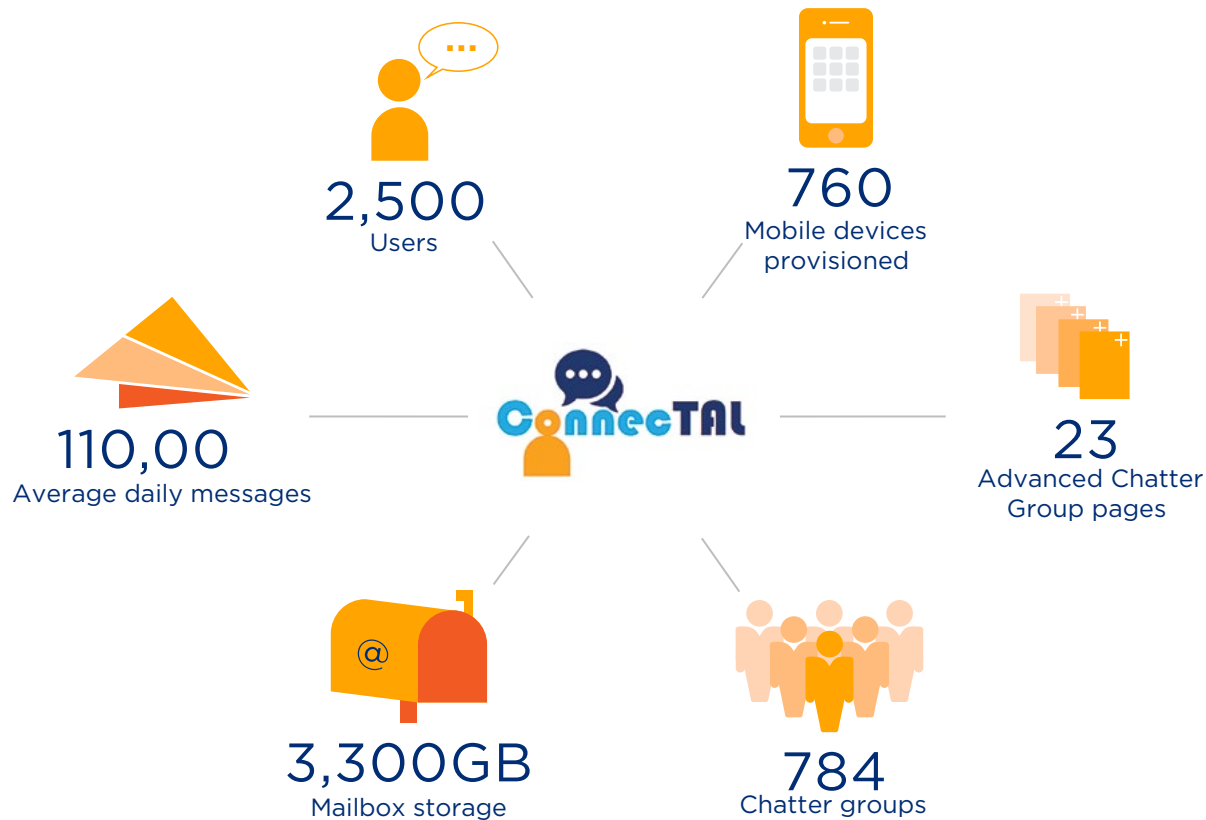 2,500
Users
760
Mobile devices
provisioned
110,00
Average daily messages
ConnecTAL
23
Advanced Chatter
Group pages
@
3,300GB
Mailbox storage
784
Chatter groups